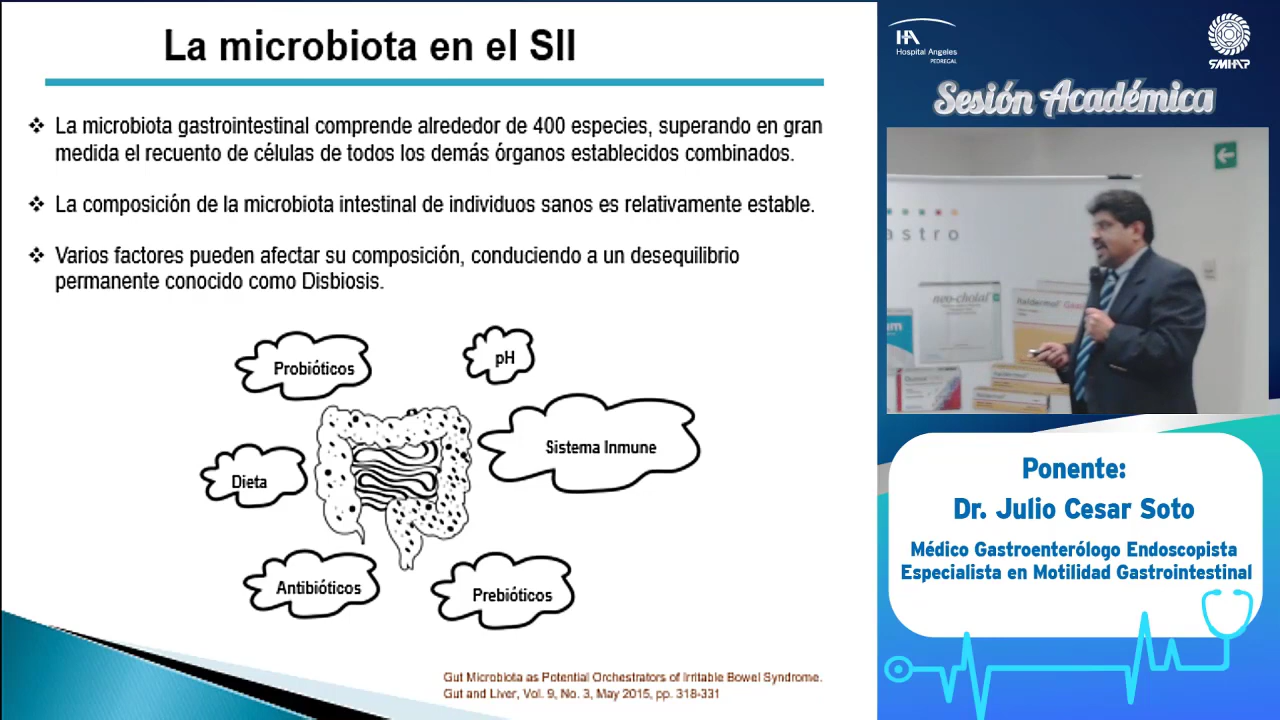 La microbiota en el SII
❖ La microbiota gastrointestinal comprende alrededor de 400 especies, superando en gran
medida el recuento de células de todos los demás órganos establecidos combinados.
❖ La composición de la microbiota intestinal de individuos sanos es relativamente estable.
❖ Varios factores pueden afectar su composición, conduciendo a un desequilibrio
permanente conocido como Disbiosis.
Probióticos
pH
Sistema Inmune
Dieta
Antibióticos
Prebióticos
Gut Microbiota as Potential Orchestrators of Irritable Bowel Syndrome.
Gut and Liver, Vol. 9, No. 3, May 2015, pp. 318-331
HA
Hospital Angeles
PEDREGAL
SMHAP
Sesión Académica
astro
neo-cholal
Ponente:
Dr. Julio Cesar Soto
Médico Gastroenterólogo Endoscopista
Especialista en Motilidad Gastrointestinal